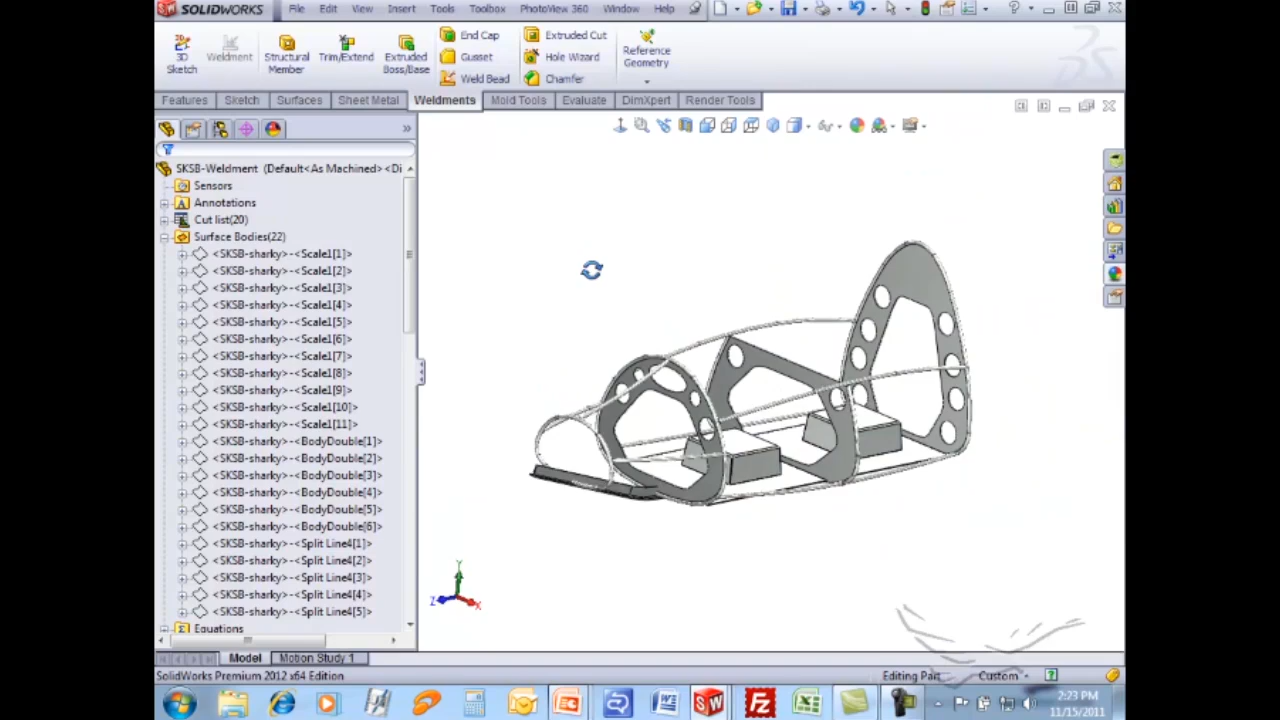 SOLIDWORKS File Edit View Insert Tools Toolbox PhotoView 360 Window Help
3D Sketch
Weldment
Structural Member
Trim/Extend
Extruded Boss/Base
End Cap
Gusset
Weld Bead
Extruded Cut
Hole Wizard
Chamfer
Reference Geometry
Features Sketch Surfaces Sheet Metal Weldments Mold Tools Evaluate DimXpert Render Tools
SKSB-Weldment (Default<As Machined><Di
Sensors
Annotations
Cut list(20)
Surface Bodies(22)
<SKSB-sharky>-<Scale1[1]>
<SKSB-sharky>-<Scale1[2]>
<SKSB-sharky>-<Scale1[3]>
<SKSB-sharky>-<Scale1[4]>
<SKSB-sharky>-<Scale1[5]>
<SKSB-sharky>-<Scale1[6]>
<SKSB-sharky>-<Scale1[7]>
<SKSB-sharky>-<Scale1[8]>
<SKSB-sharky>-<Scale1[9]>
<SKSB-sharky>-<Scale1[10]>
<SKSB-sharky>-<Scale1[11]>
<SKSB-sharky>-<BodyDouble[1]>
<SKSB-sharky>-<BodyDouble[2]>
<SKSB-sharky>-<BodyDouble[3]>
<SKSB-sharky>-<BodyDouble[4]>
<SKSB-sharky>-<BodyDouble[5]>
<SKSB-sharky>-<BodyDouble[6]>
<SKSB-sharky>-<Split Line4[1]>
<SKSB-sharky>-<Split Line4[2]>
<SKSB-sharky>-<Split Line4[3]>
<SKSB-sharky>-<Split Line4[4]>
<SKSB-sharky>-<Split Line4[5]>
Equations
Y
Z X
Model Motion Study 1
SolidWorks Premium 2012 x64 Edition Editing Part Custom
2:23 PM
11/15/2011